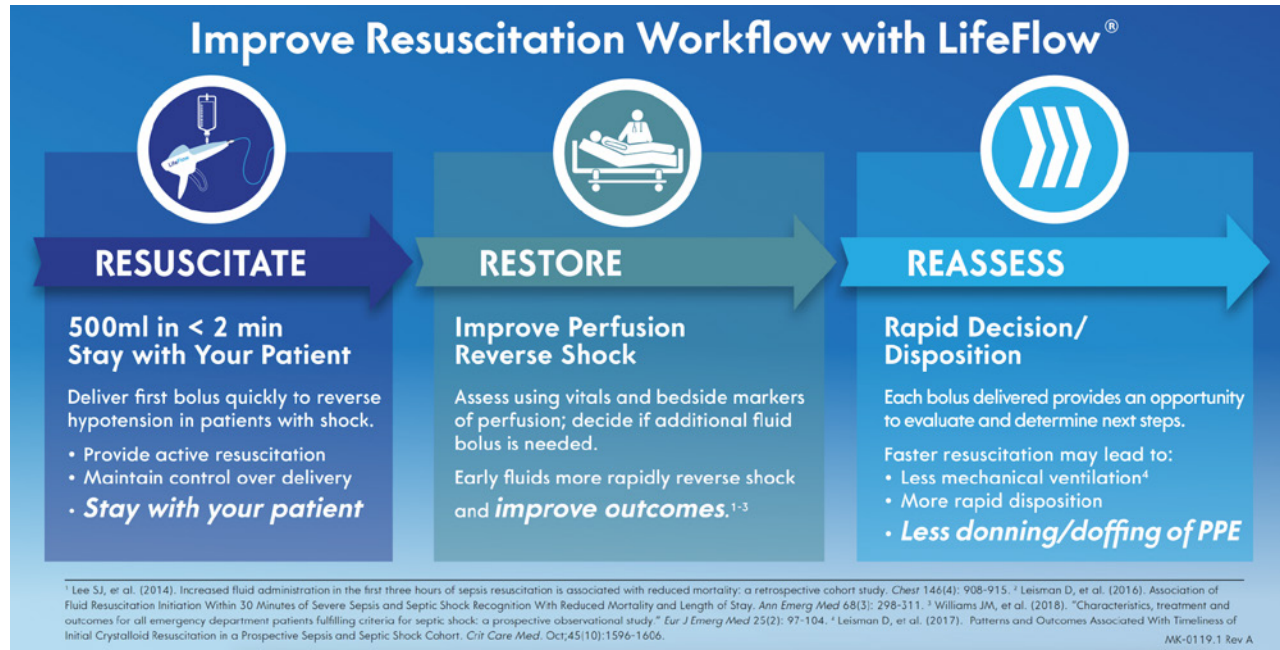 Improve Resuscitation Workflow with LifeFlow®
LifeFlow
RESUSCITATE
500ml in < 2 min
Stay with Your Patient
Deliver first bolus quickly to reverse
hypotension in patients with shock.
• Provide active resuscitation
• Maintain control over delivery
• Stay with your patient
RESTORE
Improve Perfusion
Reverse Shock
Assess using vitals and bedside markers
of perfusion; decide if additional fluid
bolus is needed.
Early fluids more rapidly reverse shock
and improve outcomes.¹⁻³
REASSESS
Rapid Decision/
Disposition
Each bolus delivered provides an opportunity
to evaluate and determine next steps.
Faster resuscitation may lead to:
• Less mechanical ventilation⁴
• More rapid disposition
• Less donning/doffing of PPE
¹ Lee SJ, et al. (2014). Increased fluid administration in the first three hours of sepsis resuscitation is associated with reduced mortality: a retrospective cohort study. Chest 146(4): 908-915. ² Leisman D, et al. (2016). Association of
Fluid Resuscitation Initiation Within 30 Minutes of Severe Sepsis and Septic Shock Recognition With Reduced Mortality and Length of Stay. Ann Emerg Med 68(3): 298-311. ³ Williams JM, et al. (2018). "Characteristics, treatment and
outcomes for all emergency department patients fulfilling criteria for septic shock: a prospective observational study." Eur J Emerg Med 25(2): 97-104. ⁴ Leisman D, et al. (2017). Patterns and Outcomes Associated With Timeliness of
Initial Crystalloid Resuscitation in a Prospective Sepsis and Septic Shock Cohort. Crit Care Med. Oct;45(10):1596-1606.
MK-0119.1 Rev A